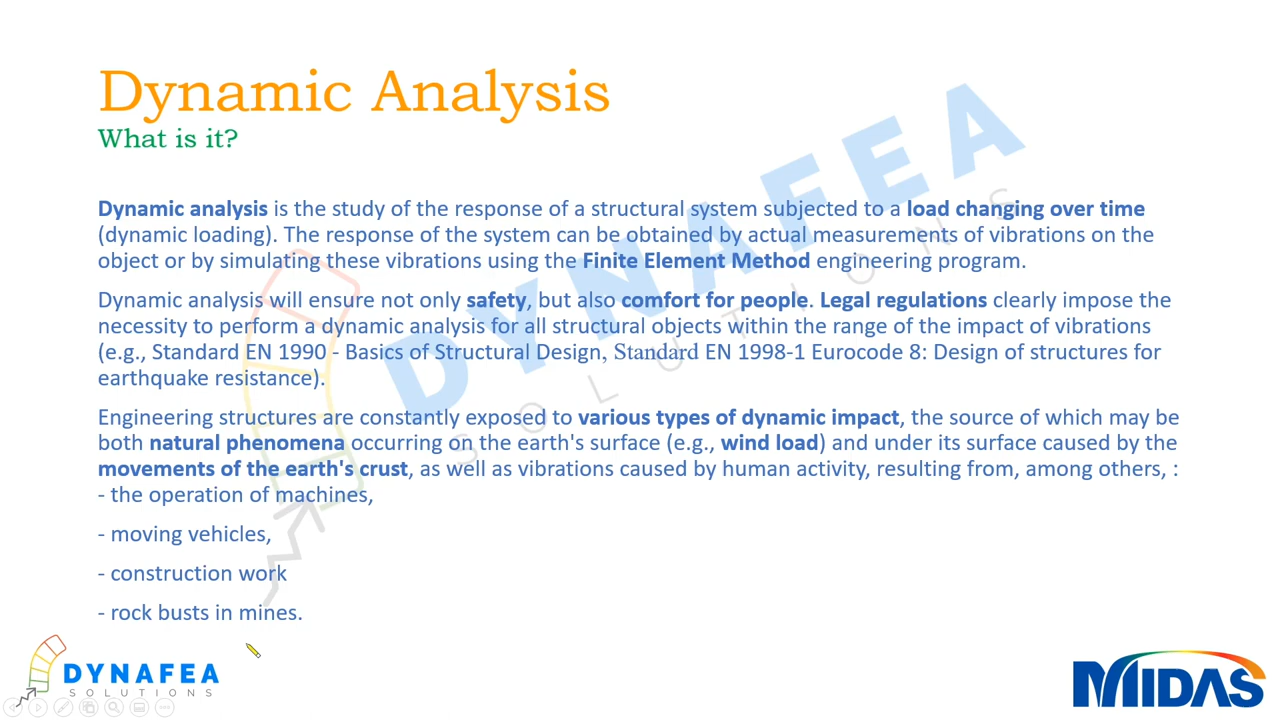 Dynamic Analysis
What is it?
Dynamic analysis is the study of the response of a structural system subjected to a load changing over time
(dynamic loading). The response of the system can be obtained by actual measurements of vibrations on the
object or by simulating these vibrations using the Finite Element Method engineering program.
Dynamic analysis will ensure not only safety, but also comfort for people. Legal regulations clearly impose the
necessity to perform a dynamic analysis for all structural objects within the range of the impact of vibrations
(e.g., Standard EN 1990 - Basics of Structural Design, Standard EN 1998-1 Eurocode 8: Design of structures for
earthquake resistance).
Engineering structures are constantly exposed to various types of dynamic impact, the source of which may be
both natural phenomena occurring on the earth's surface (e.g., wind load) and under its surface caused by the
movements of the earth's crust, as well as vibrations caused by human activity, resulting from, among others, :
- the operation of machines,
- moving vehicles,
- construction work
- rock busts in mines.
DYNAFEA
SOLUTIONS
DYNAFEA
SOLUTIONS
MIDAS